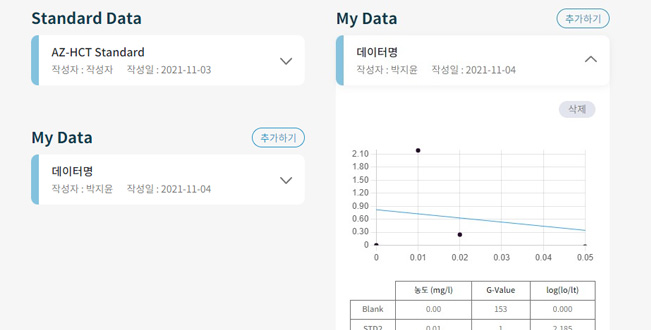 Standard Data
AZ-HCT Standard
작성자 : 작성자 작성일 : 2021-11-03
My Data
추가하기
데이터명
작성자 : 박지윤 작성일 : 2021-11-04
My Data
추가하기
데이터명
작성자 : 박지윤 작성일 : 2021-11-04
삭제
2.10
1.80
1.50
1.20
0.90
0.60
0.30
0
0 0.01 0.02 0.03 0.04 0.05
농도 (mg/l) G-Value log(Io/It)
Blank 0.00 153 0.000
STD2 0.01 1 2.185